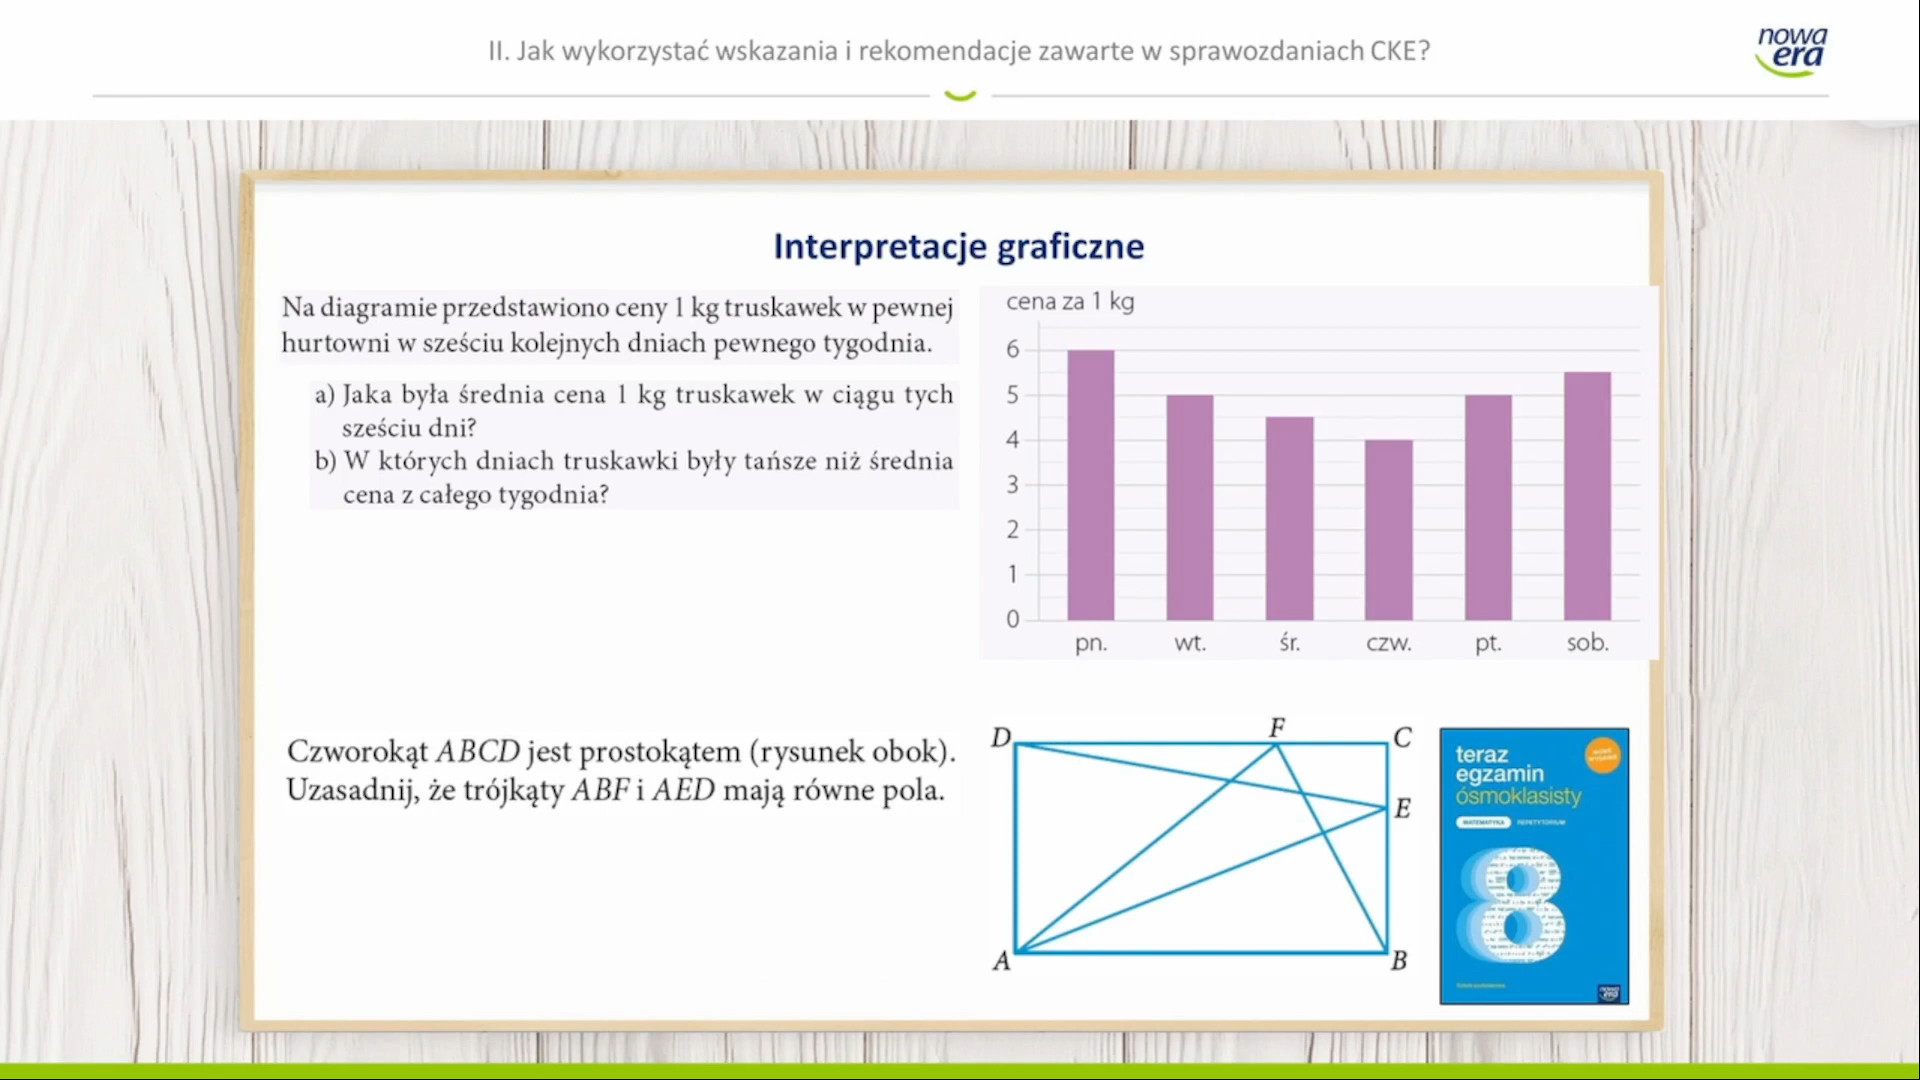 II. Jak wykorzystać wskazania i rekomendacje zawarte w sprawozdaniach CKE?
nowa
era
Interpretacje graficzne
Na diagramie przedstawiono ceny 1 kg truskawek w pewnej
hurtowni w sześciu kolejnych dniach pewnego tygodnia.
a) Jaka była średnia cena 1 kg truskawek w ciągu tych
sześciu dni?
b) W których dniach truskawki były tańsze niż średnia
cena z całego tygodnia?
cena za 1 kg
6
5
4
3
2
1
0
pn. wt. śr. czw. pt. sob.
Czworokąt ABCD jest prostokątem (rysunek obok).
Uzasadnij, że trójkąty ABF i AED mają równe pola.
D F C
E
A B
teraz
egzamin
ósmoklasisty
MATEMATYKA REPETYTORIUM
8
nowa
era